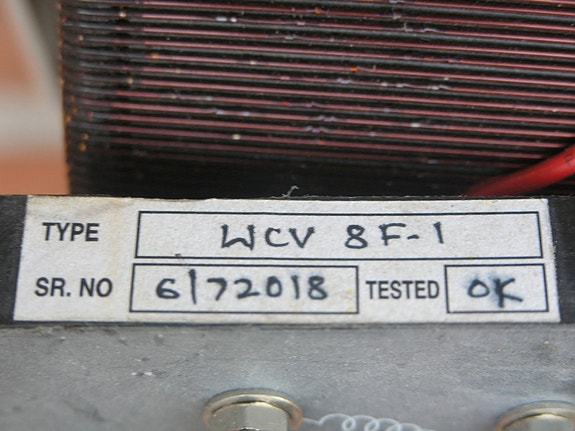 TYPE WCV 8F-1
SR. NO 6/72018 TESTED OK